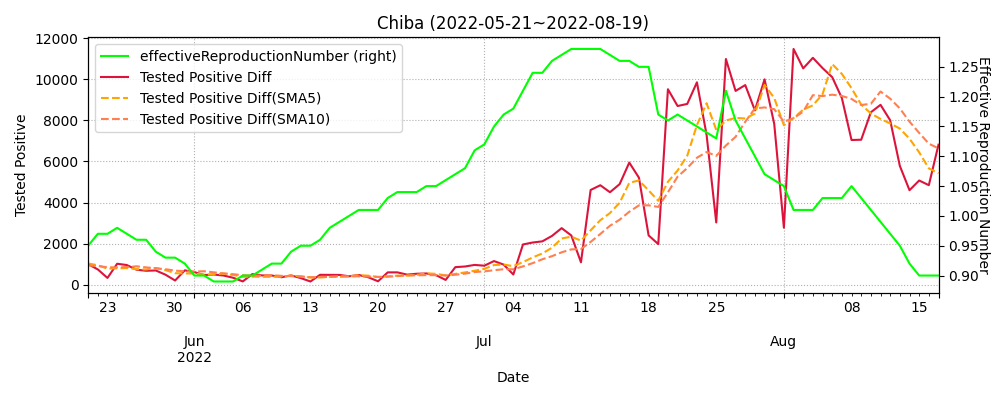 Chiba (2022-05-21~2022-08-19)
effectiveReproductionNumber (right)
Tested Positive Diff
Tested Positive Diff(SMA5)
Tested Positive Diff(SMA10)
Tested Positive
12000
10000
8000
6000
4000
2000
0
1.25
1.20
1.15
1.10
1.05
1.00
0.95
0.90
Effective Reproduction Number
23 30 06 13 20 27 04 11 18 25 08 15
Jun Jul Aug
2022
Date